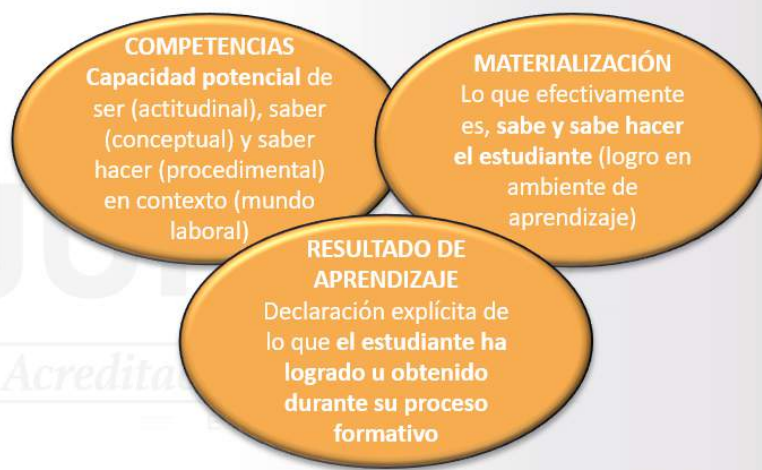 COMPETENCIAS
Capacidad potencial de
ser (actitudinal), saber
(conceptual) y saber
hacer (procedimental)
en contexto (mundo
laboral)
MATERIALIZACIÓN
Lo que efectivamente
es, sabe y sabe hacer
el estudiante (logro en
ambiente de
aprendizaje)
RESULTADO DE
APRENDIZAJE
Declaración explícita de
lo que el estudiante ha
logrado u obtenido
durante su proceso
formativo